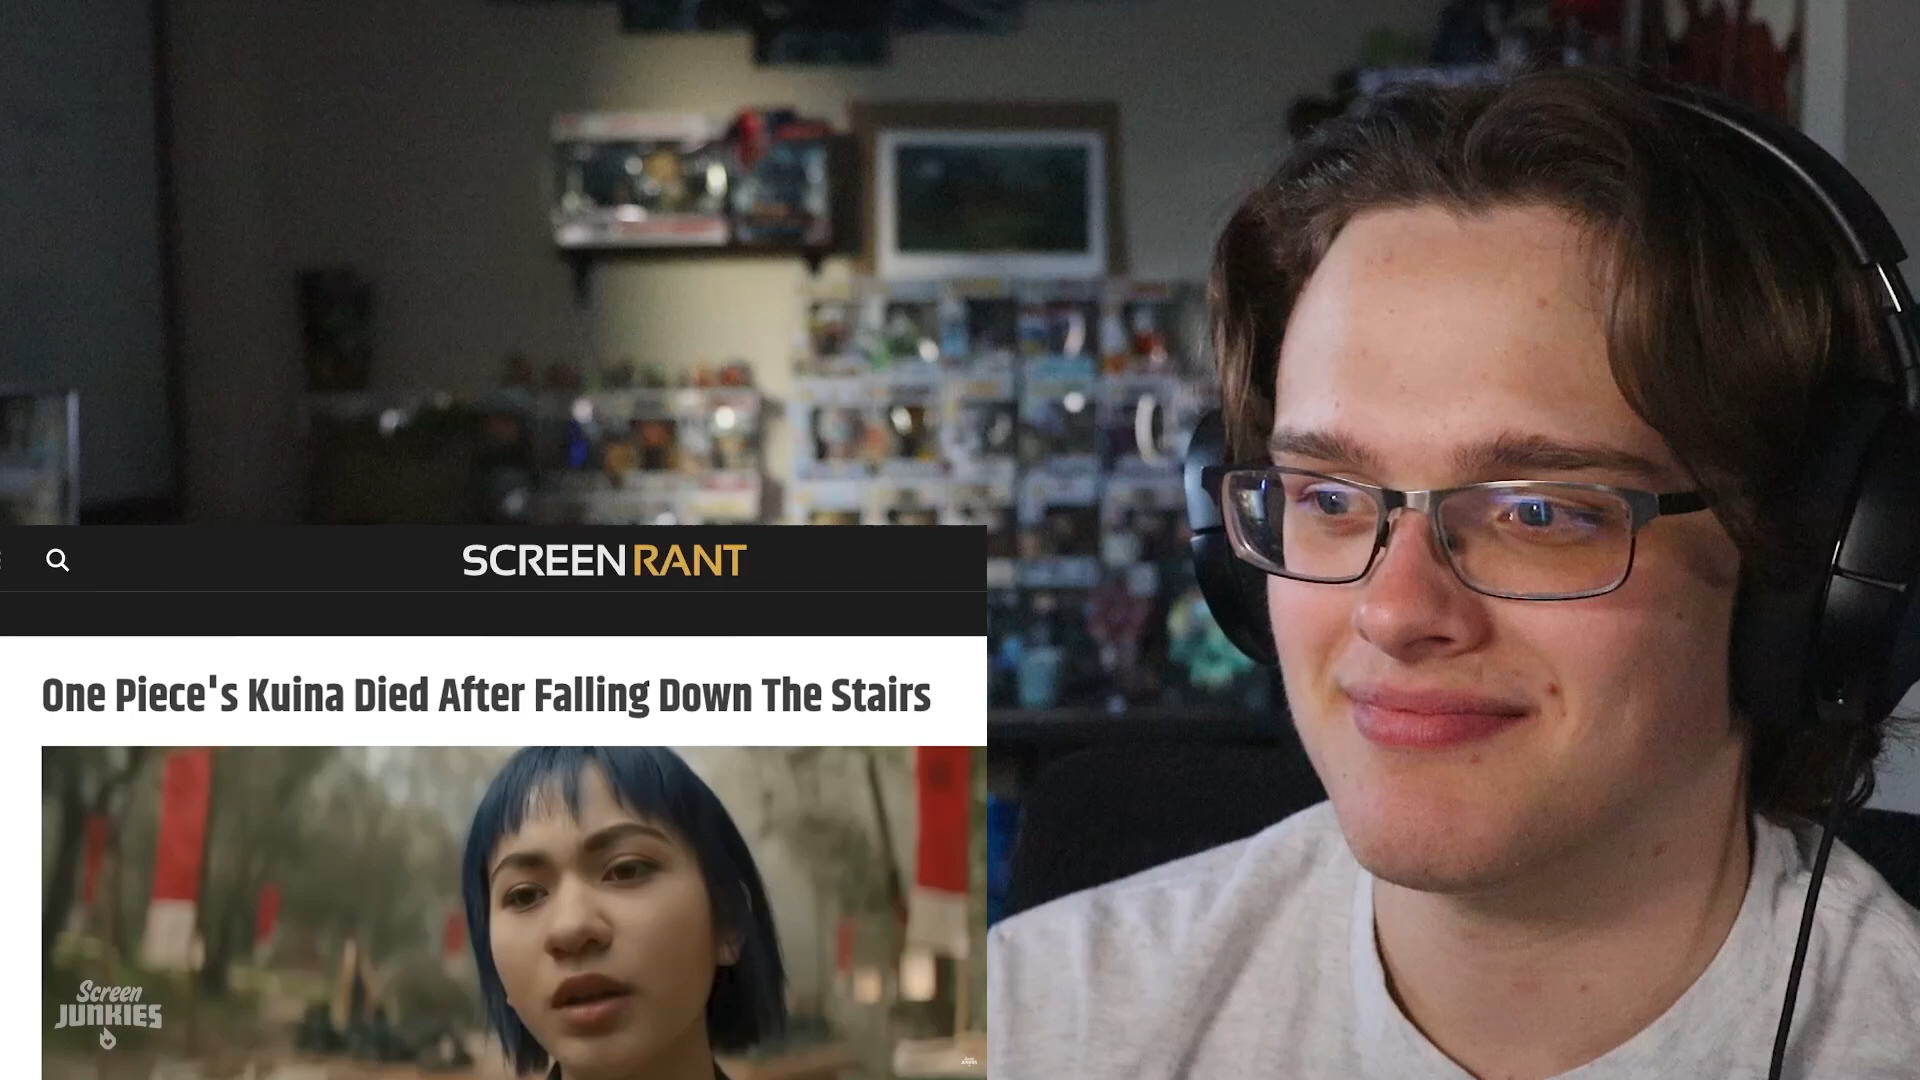 SCREENRANT
One Piece's Kuina Died After Falling Down The Stairs
Screen
JUNKIES